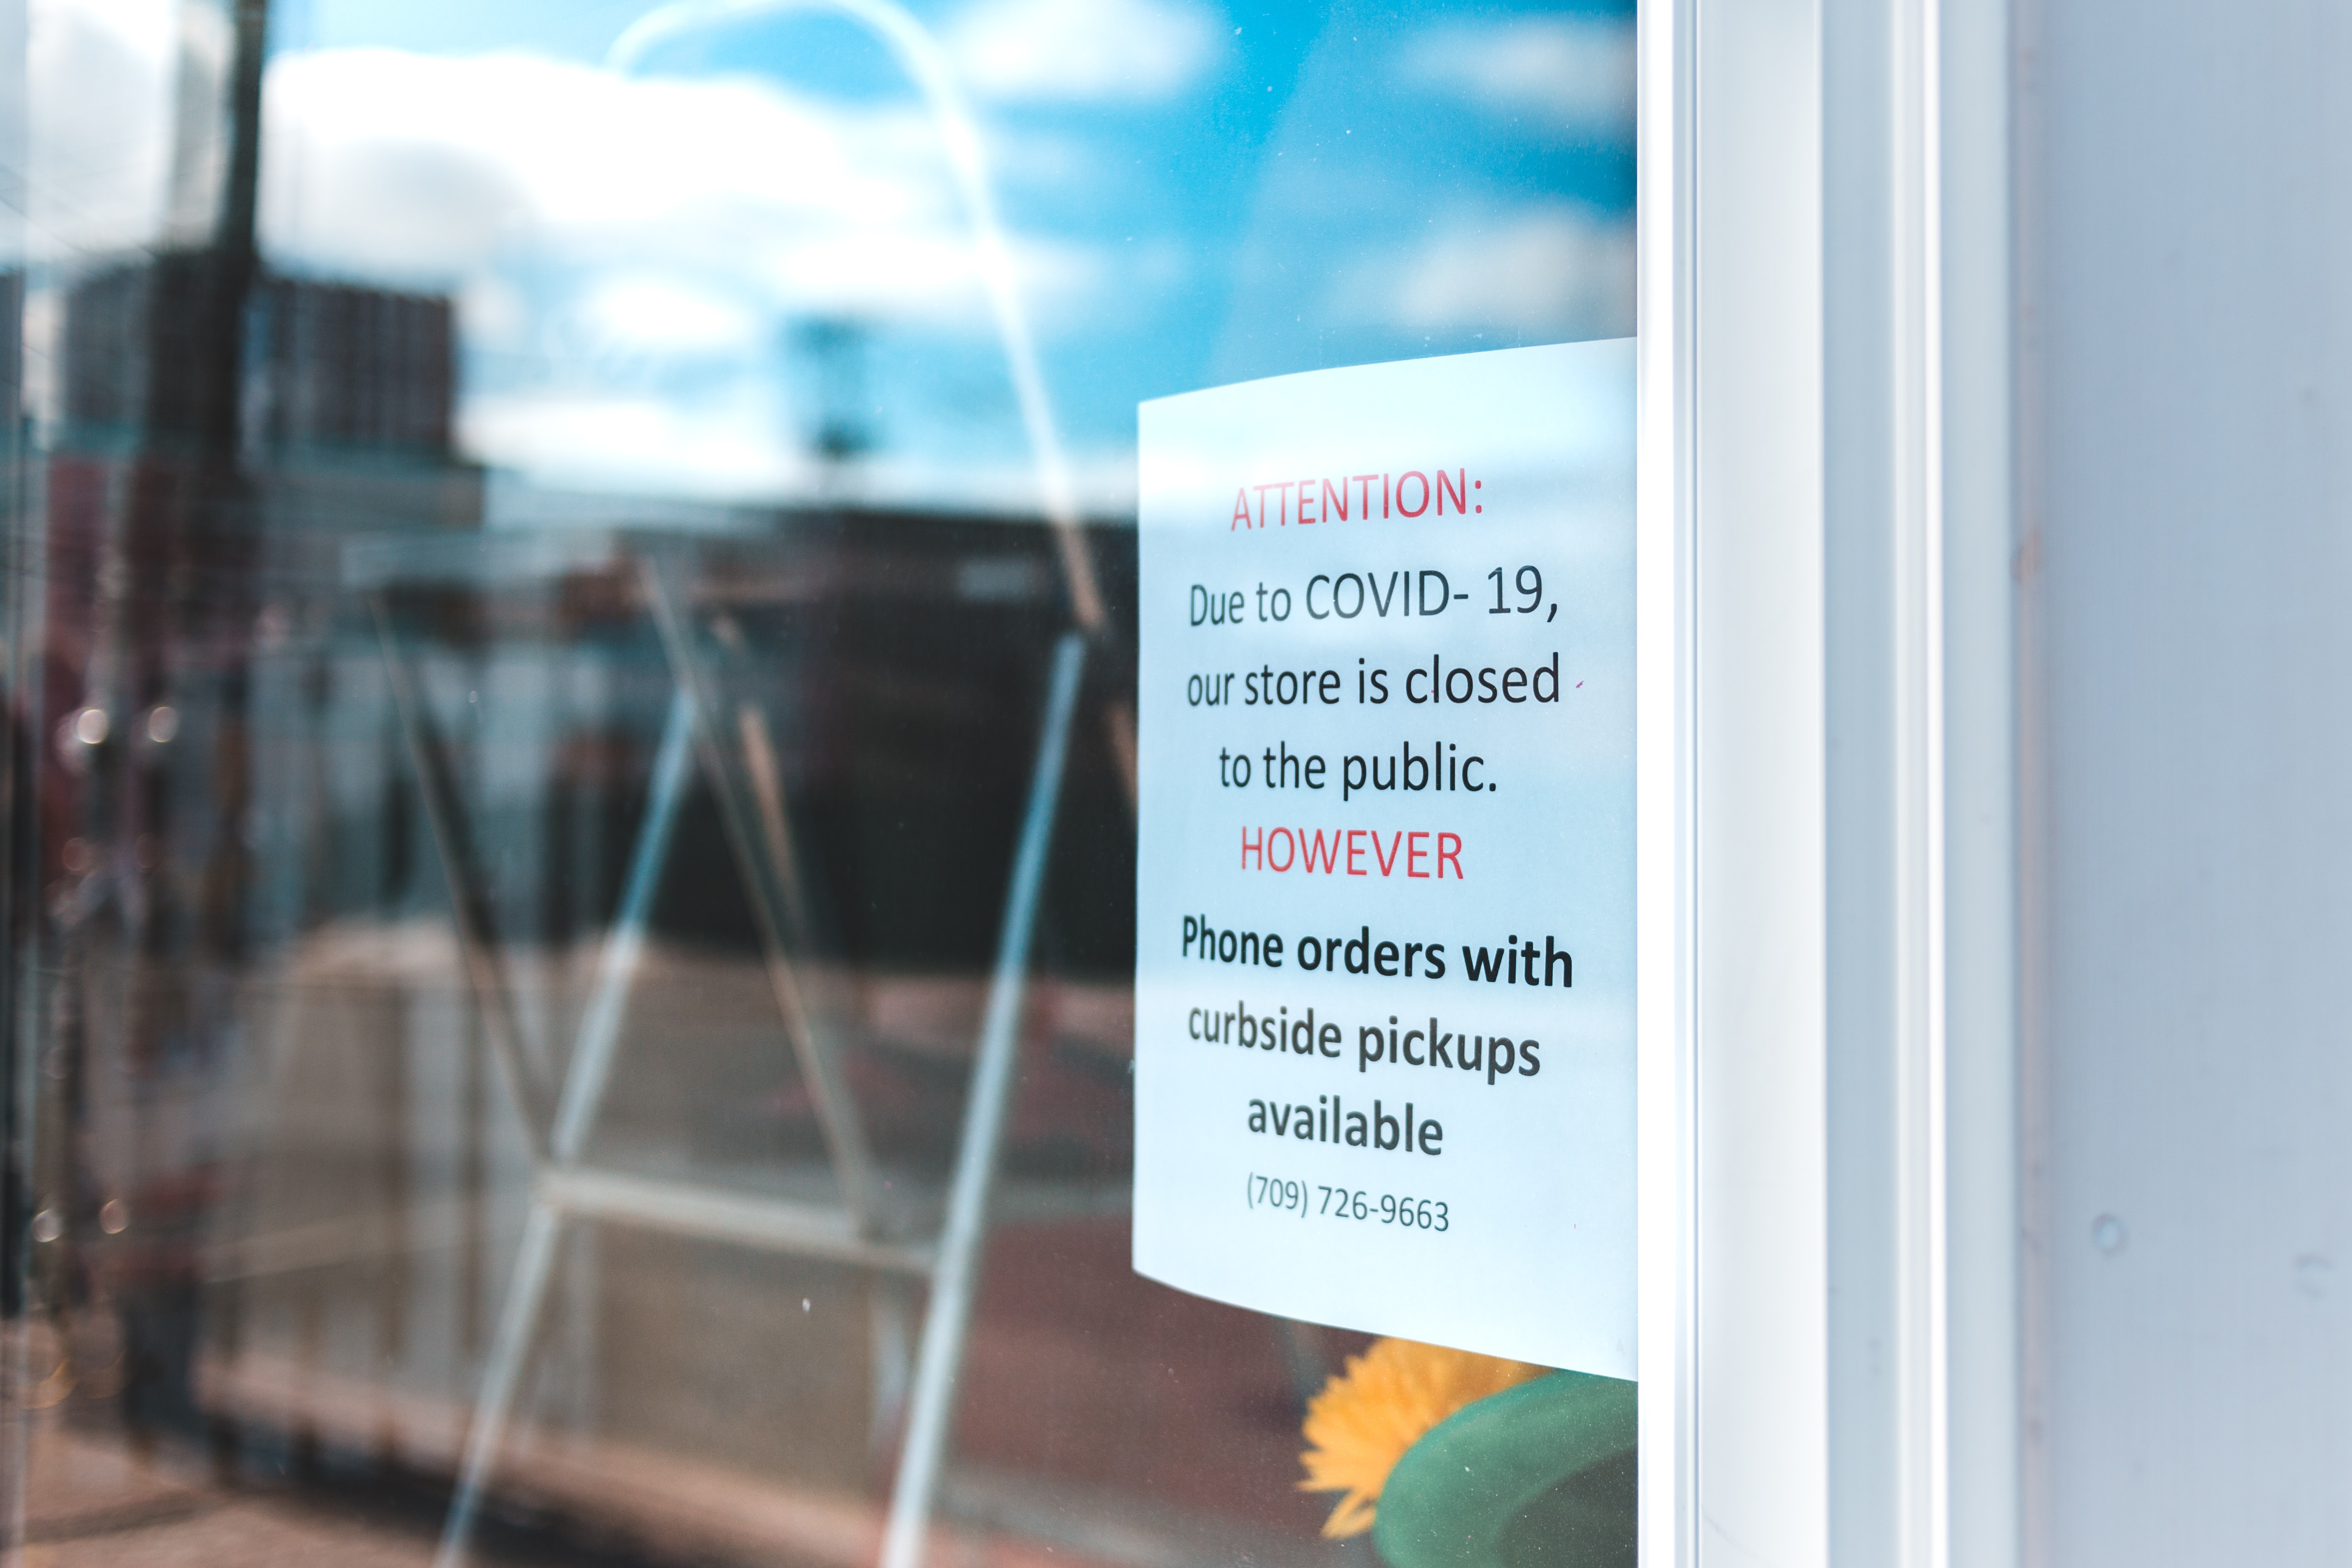 ATTENTION:
Due to COVID- 19,
our store is closed
to the public.
HOWEVER
Phone orders with
curbside pickups
available
(709) 726-9663